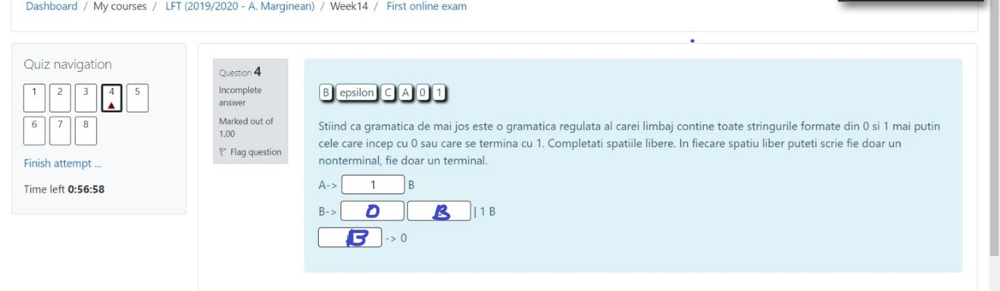 Dashboard / My courses / LFT (2019/2020 - A. Marginean) / Week14 / First online exam
Quiz navigation
1 2 3 4 5
6 7 8
Finish attempt ...
Time left 0:56:58
Question 4
Incomplete answer
Marked out of 1.00
Flag question
B epsilon C A 0 1
Stiind ca gramatica de mai jos este o gramatica regulata al carei limbaj contine toate stringurile formate din 0 si 1 mai putin
cele care incep cu 0 sau care se termina cu 1. Completati spatiile libere. In fiecare spatiu liber puteti scrie fie doar un
nonterminal, fie doar un terminal.
A-> 1 B
B-> 0 B | 1 B
B -> 0